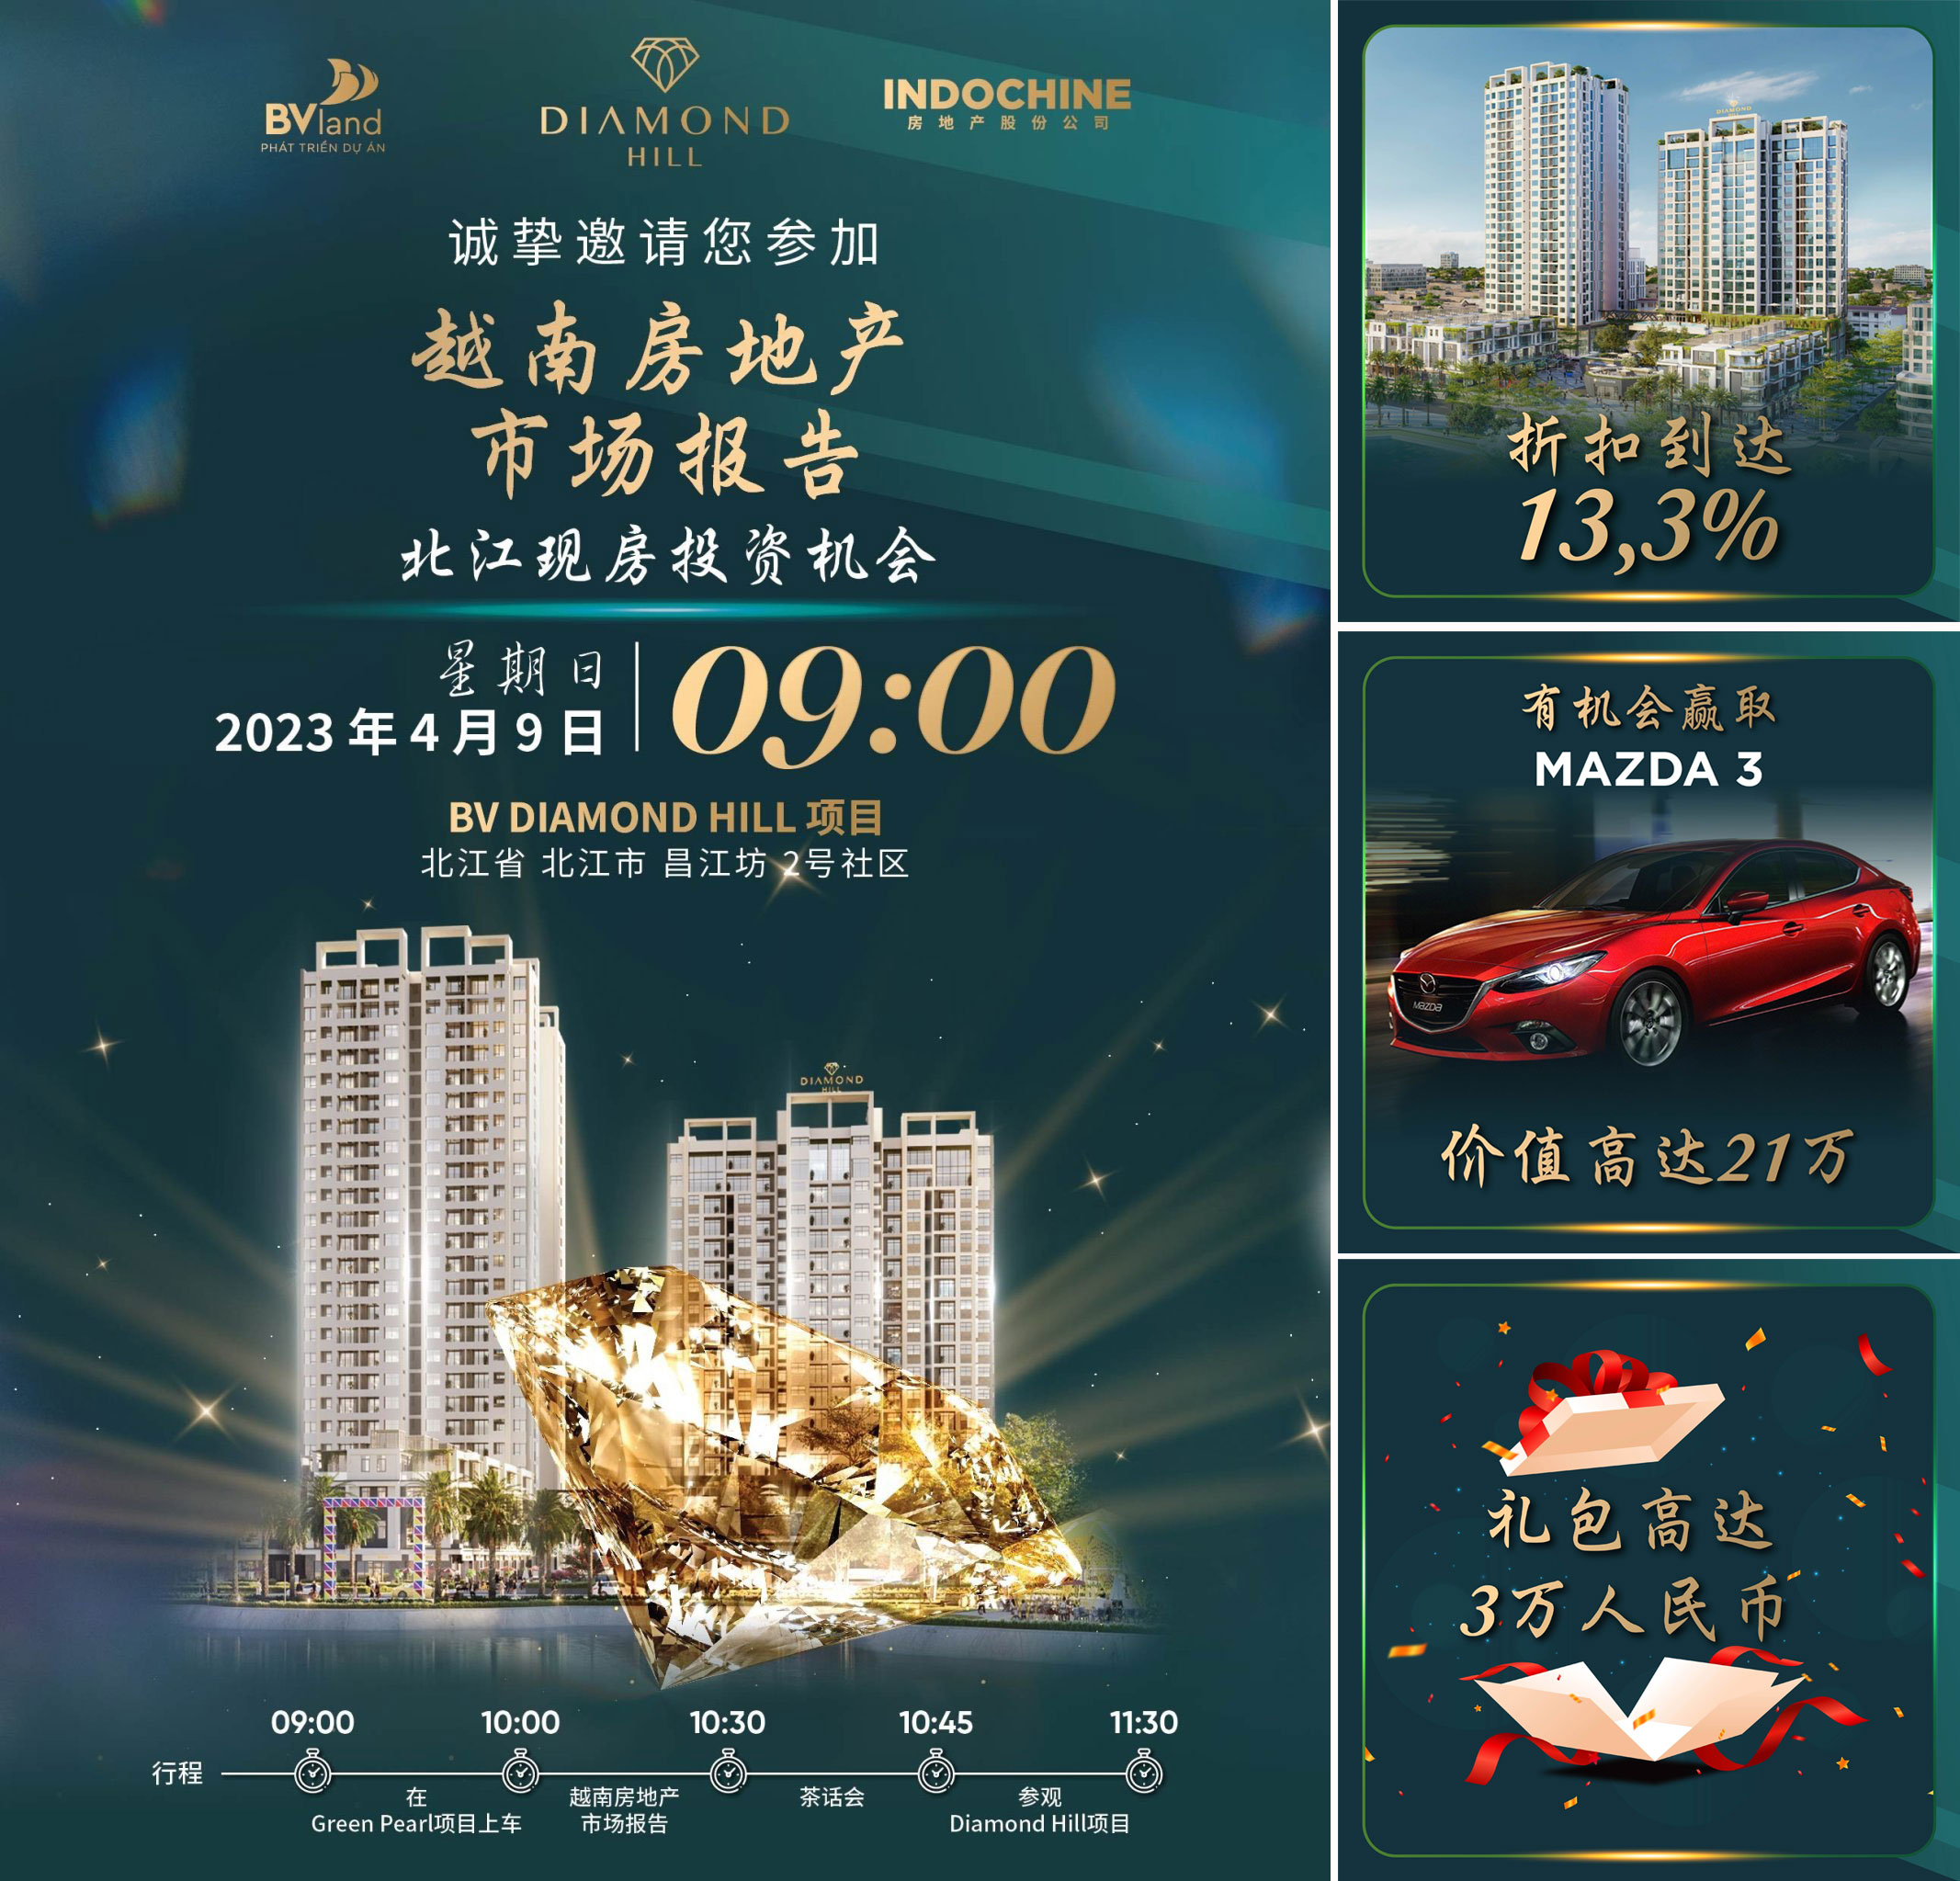 BVland
PHÁT TRIỂN DỰ ÁN
DIAMOND
HILL
INDOCHINE
房地产股份公司
诚挚邀请您参加
越南房地产
市场报告
北江现房投资机会
星期日
2023年4月9日
09:00
BV DIAMOND HILL 项目
北江省 北江市 昌江坊 2号社区
DIAMOND
HILL
行程
09:00
10:00
10:30
10:45
11:30
在
Green Pearl项目上车
越南房地产
市场报告
茶话会
参观
Diamond Hill项目
DIAMOND
折扣到达
13,3%
有机会赢取
MAZDA 3
mazda
价值高达21万
礼包高达
3万人民币